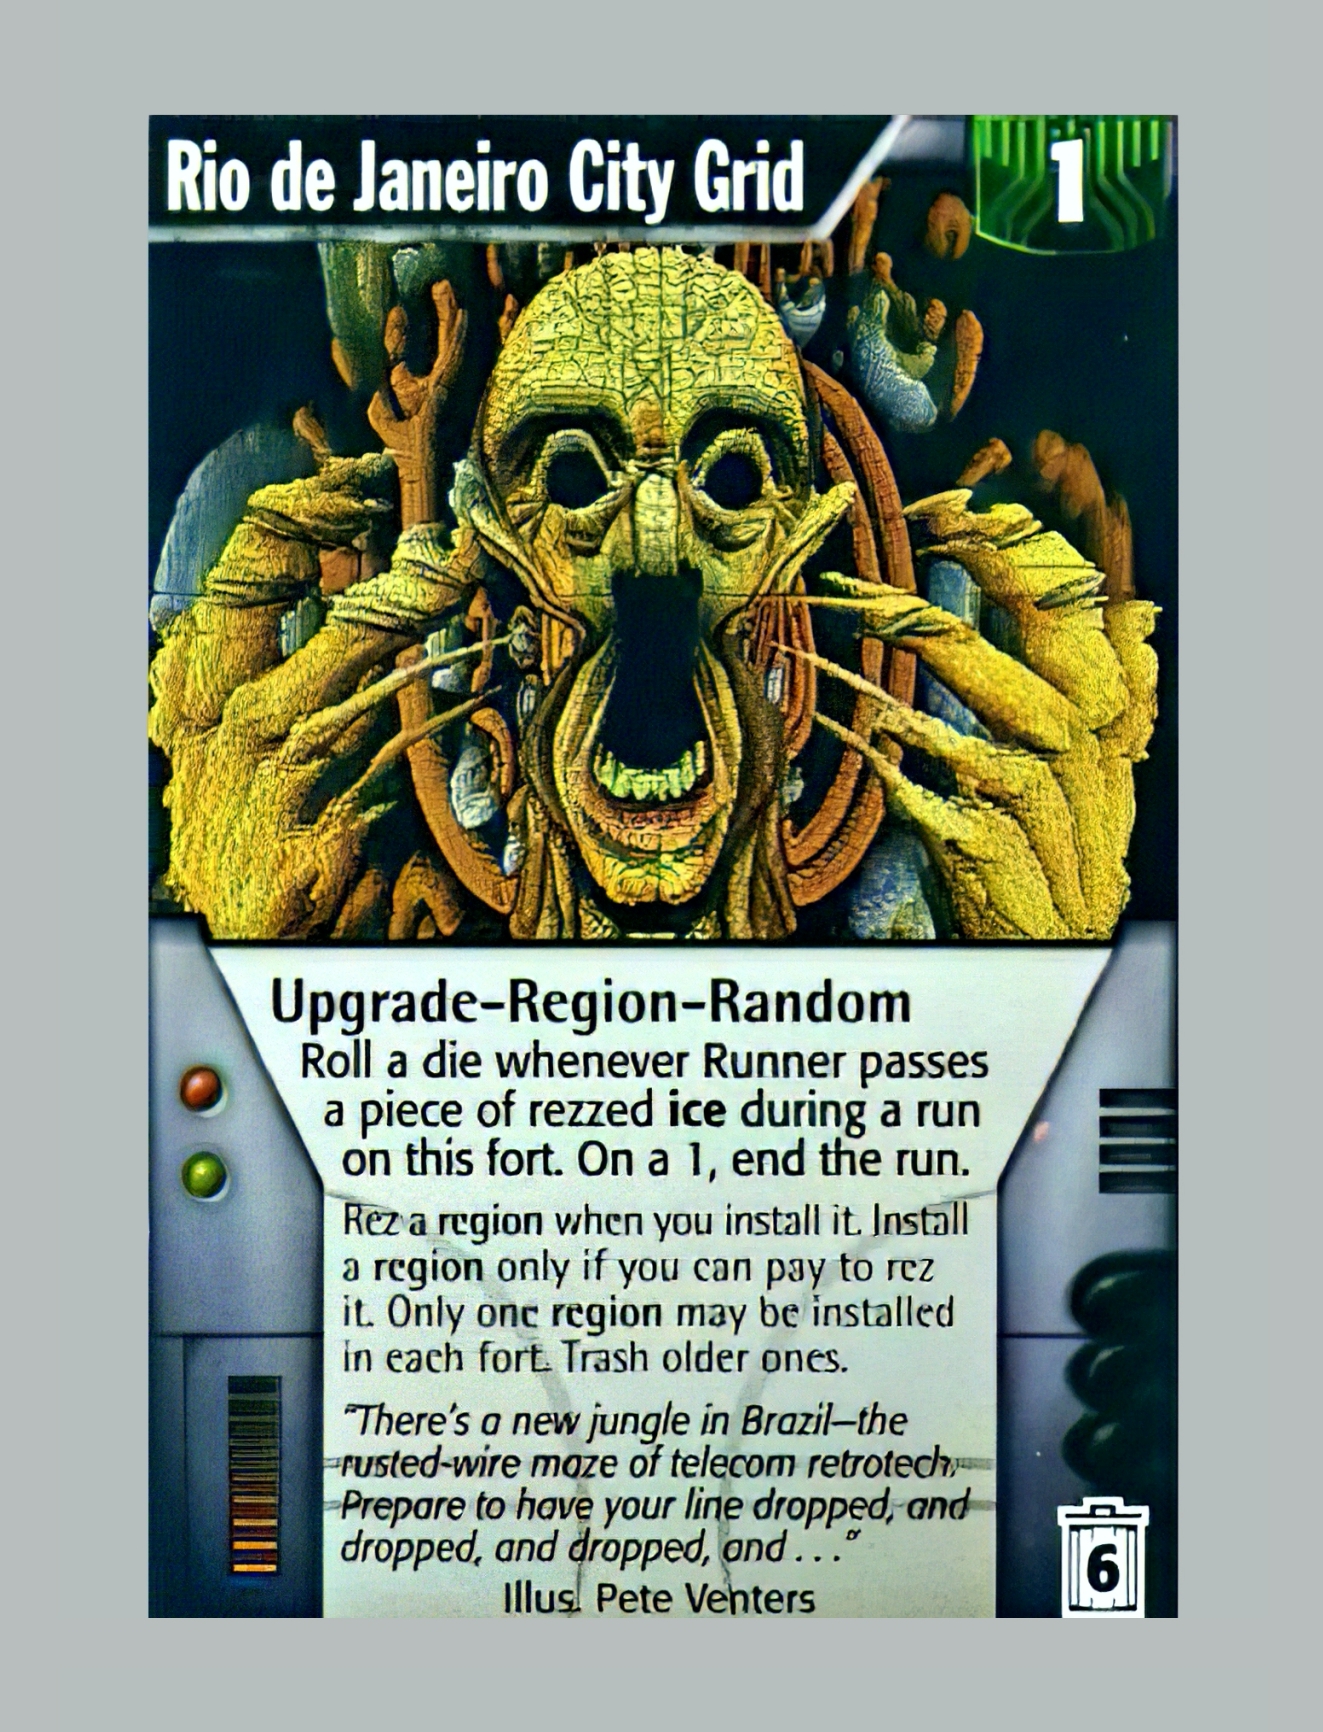 Rio de Janeiro City Grid
1
Upgrade-Region-Random
Roll a die whenever Runner passes
a piece of rezzed ice during a run
on this fort. On a 1, end the run.
Rez a region when you install it. Install
a region only if you can pay to rez
it. Only one region may be installed
in each fort. Trash older ones.
"There's a new jungle in Brazil—the
rusted-wire maze of telecom retrotech.
Prepare to have your line dropped, and
dropped, and dropped, and . . ."
Illus. Pete Venters
6